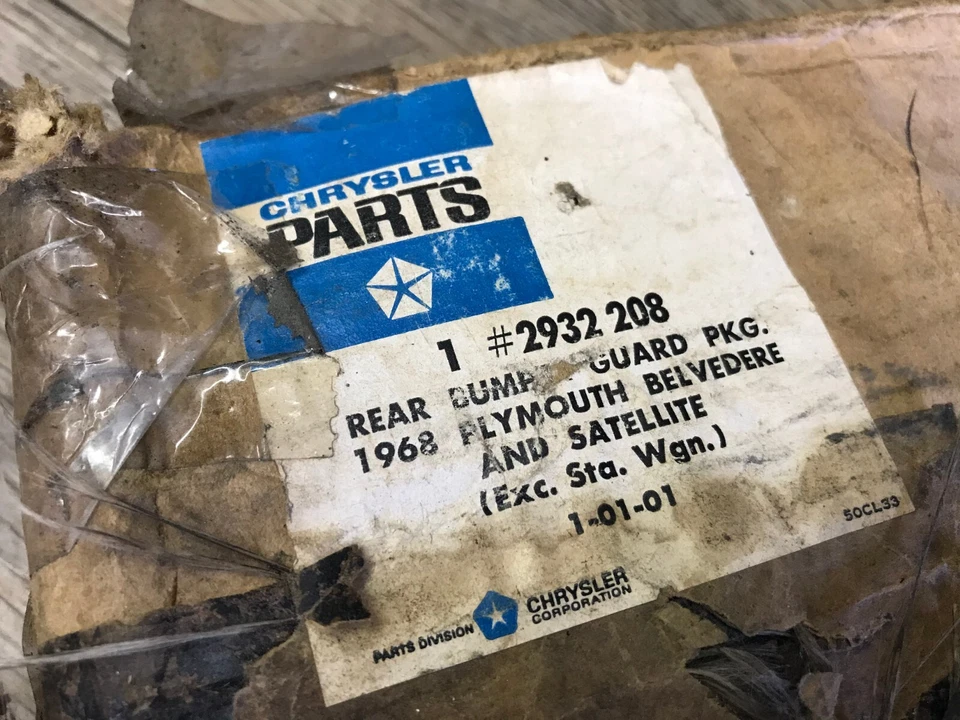 CHRYSLER
PARTS
1 #2932 208
REAR BUMPER GUARD PKG.
1968 PLYMOUTH BELVEDERE
AND SATELLITE
(Exc. Sta. Wgn.)
1-01-01
50CL33
PARTS DIVISION CHRYSLER
CORPORATION